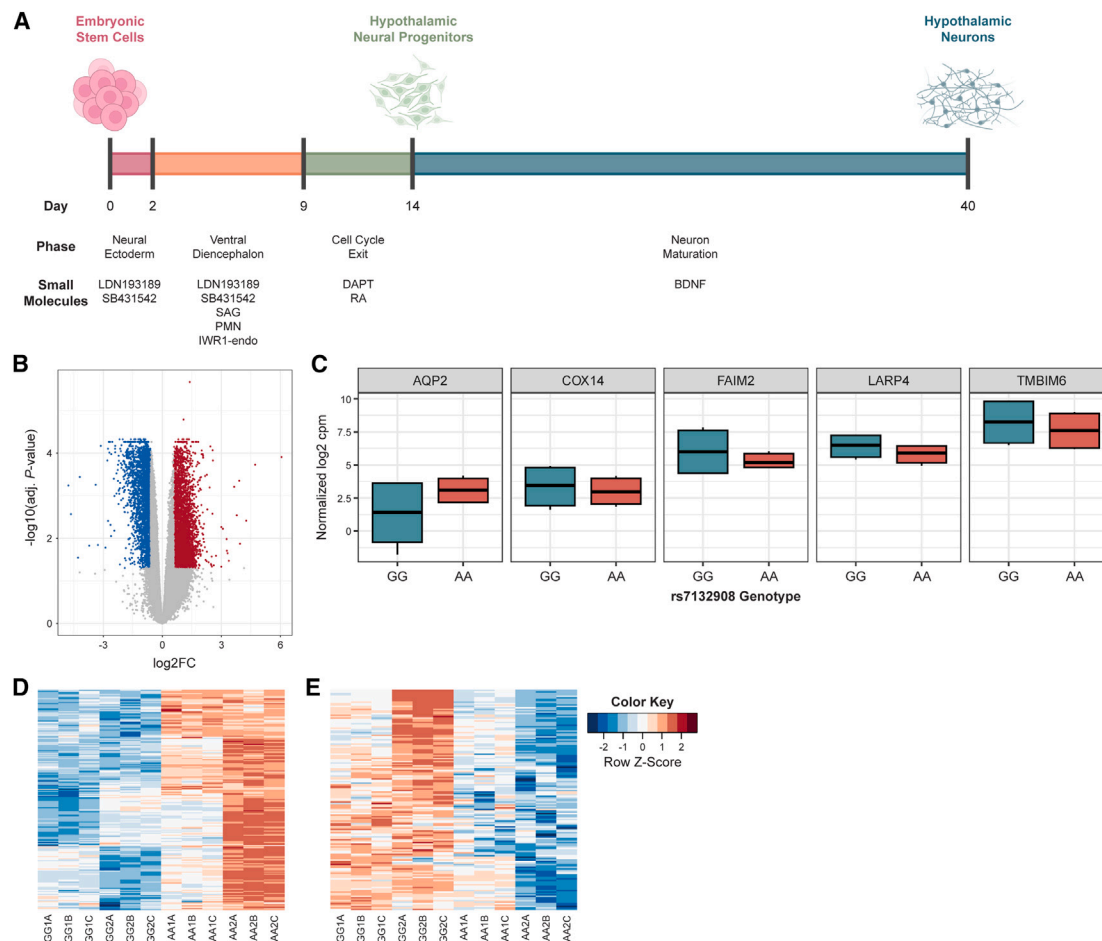 A
Embryonic
Stem Cells
Hypothalamic
Neural Progenitors
Hypothalamic
Neurons
Day
0
2
9
14
40
Phase
Neural
Ectoderm
Ventral
Diencephalon
Cell Cycle
Exit
Neuron
Maturation
Small
Molecules
LDN193189
SB431542
LDN193189
SB431542
SAG
PMN
IWR1-endo
DAPT
RA
BDNF
B
-log10(adj. P-value)
4
2
0
-3
0
3
6
log2FC
C
AQP2
COX14
FAIM2
LARP4
TMBIM6
Normalized log2 cpm
10
7.5
5
2.5
0
GG
AA
GG
AA
GG
AA
GG
AA
GG
AA
rs7132908 Genotype
D
GG1A
GG1B
GG1C
GG2A
GG2B
GG2C
AA1A
AA1B
AA1C
AA2A
AA2B
AA2C
E
GG1A
GG1B
GG1C
GG2A
GG2B
GG2C
AA1A
AA1B
AA1C
AA2A
AA2B
AA2C
Color Key
-2 -1 0 1 2
Row Z-Score